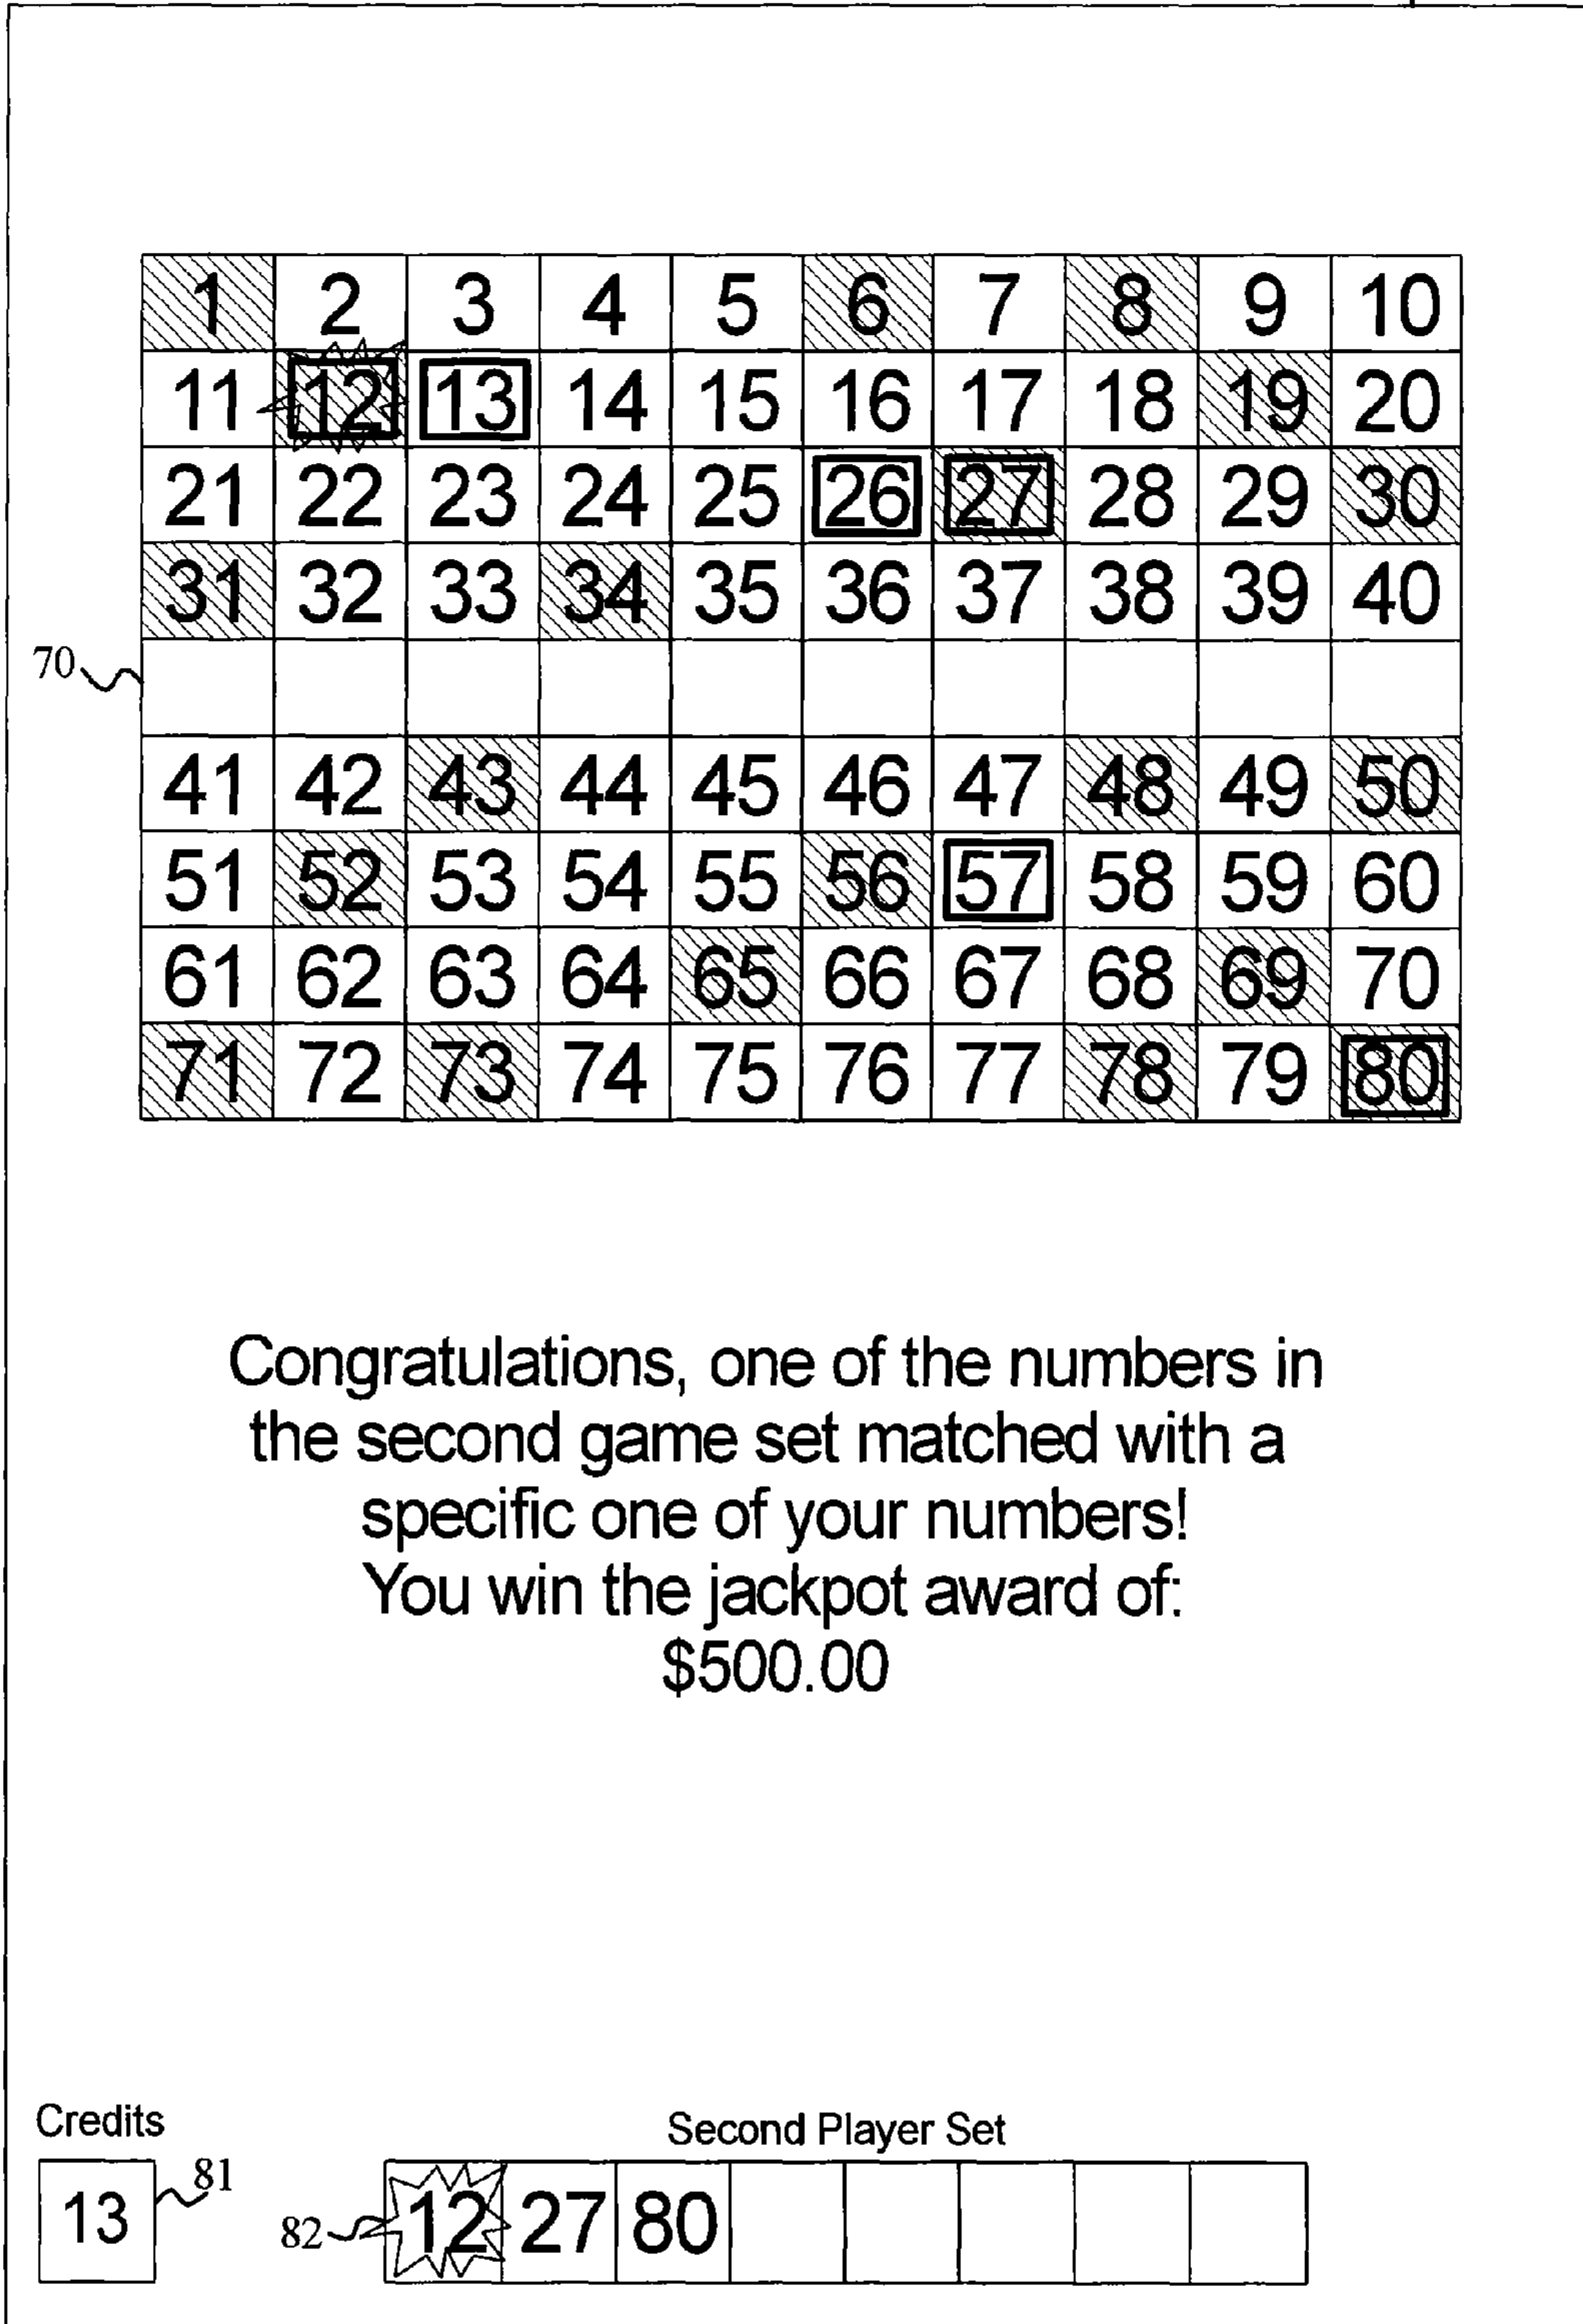 1 2 3 4 5 6 7 8 9 10
11 12 13 14 15 16 17 18 19 20
21 22 23 24 25 26 27 28 29 30
31 32 33 34 35 36 37 38 39 40
70
41 42 43 44 45 46 47 48 49 50
51 52 53 54 55 56 57 58 59 60
61 62 63 64 65 66 67 68 69 70
71 72 73 74 75 76 77 78 79 80
Congratulations, one of the numbers in
the second game set matched with a
specific one of your numbers!
You win the jackpot award of:
$500.00
Credits
13
81
Second Player Set
82
12 27 80